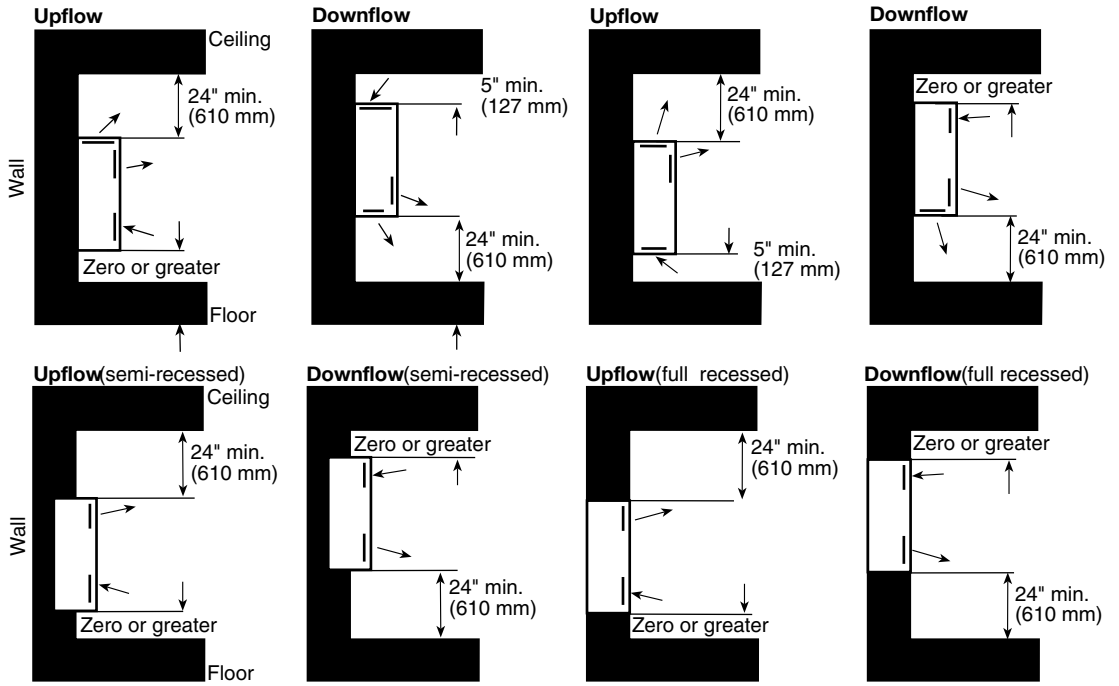 Upflow
Ceiling
24" min.
(610 mm)
Wall
Zero or greater
Floor
Downflow
5" min.
(127 mm)
24" min.
(610 mm)
Upflow
24" min.
(610 mm)
5" min.
(127 mm)
Downflow
Zero or greater
24" min.
(610 mm)
Upflow(semi-recessed)
Ceiling
24" min.
(610 mm)
Wall
Zero or greater
Floor
Downflow(semi-recessed)
Zero or greater
24" min.
(610 mm)
Upflow(full recessed)
24" min.
(610 mm)
Zero or greater
Downflow(full recessed)
Zero or greater
24" min.
(610 mm)